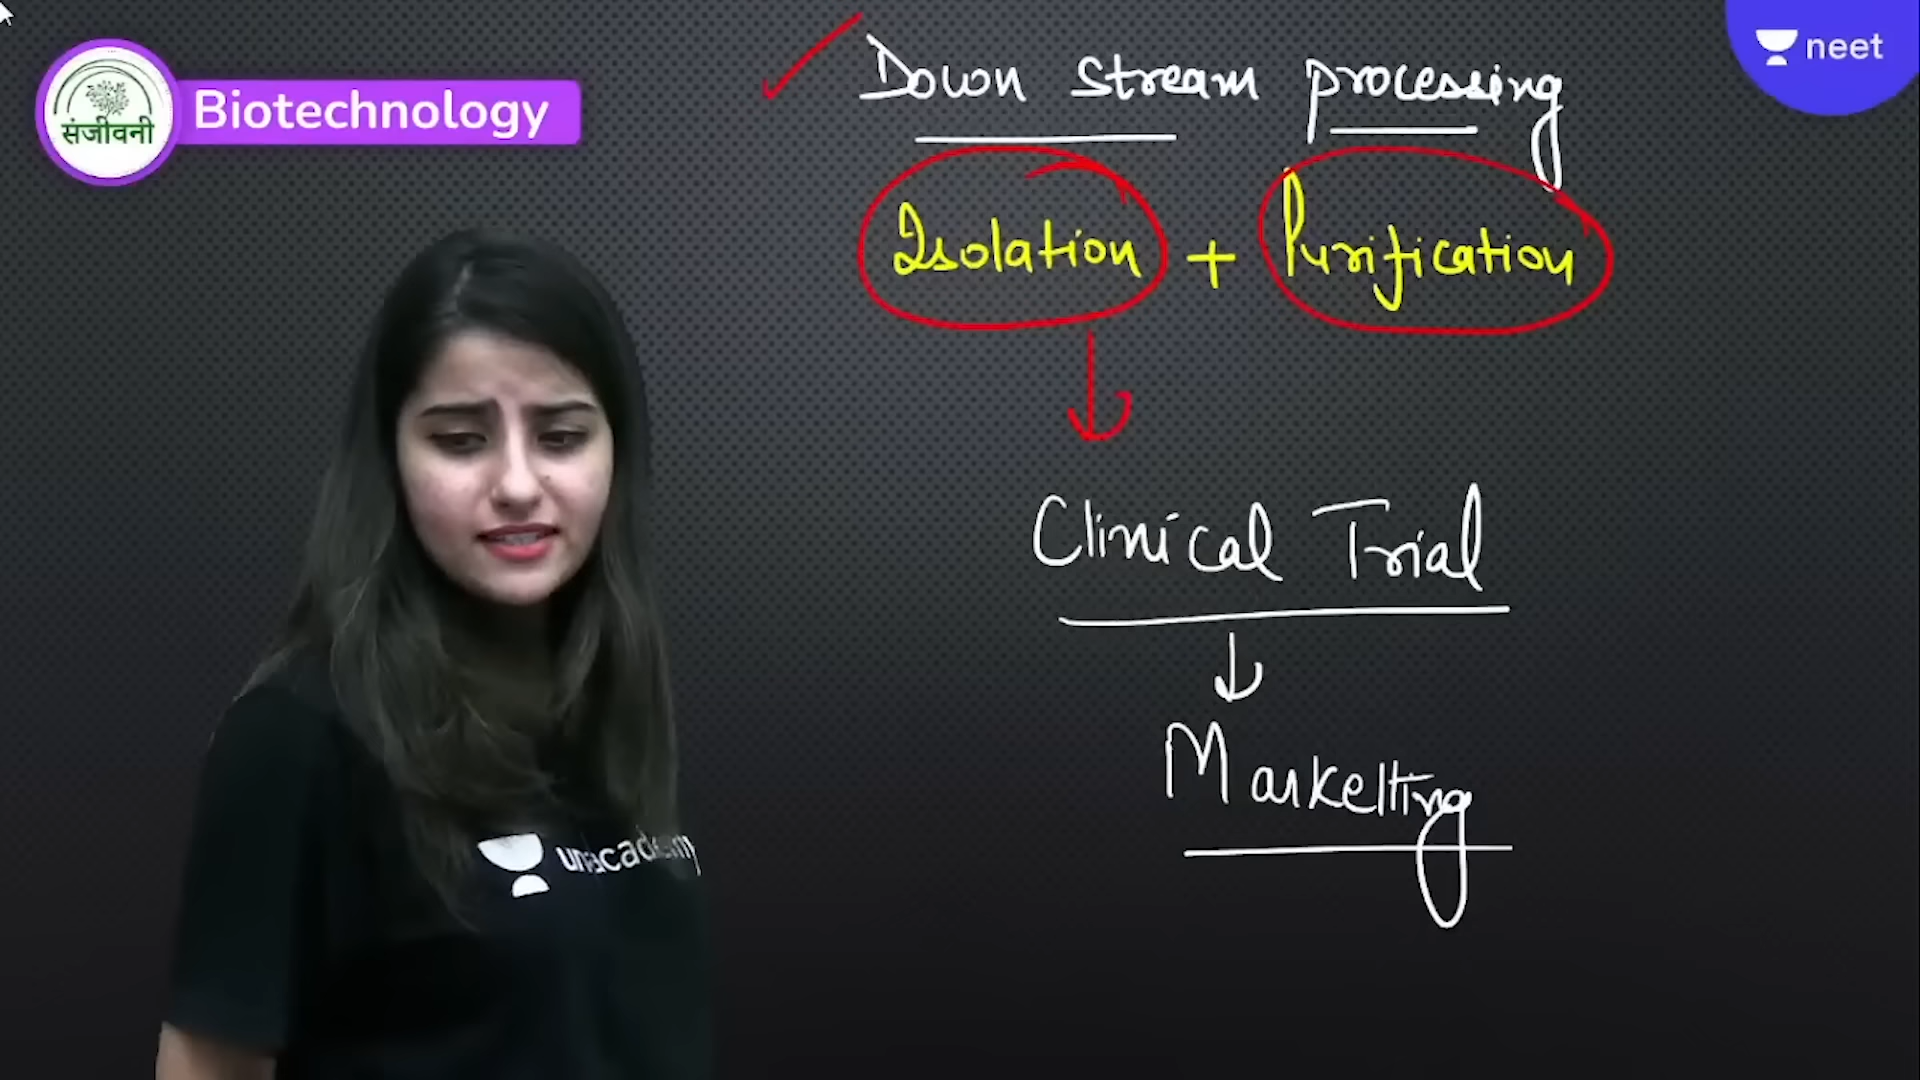 Down stream processing
neet
संजीवनी
Biotechnology
Isolation + Purification
Clinical Trial
Markelting
unacademy